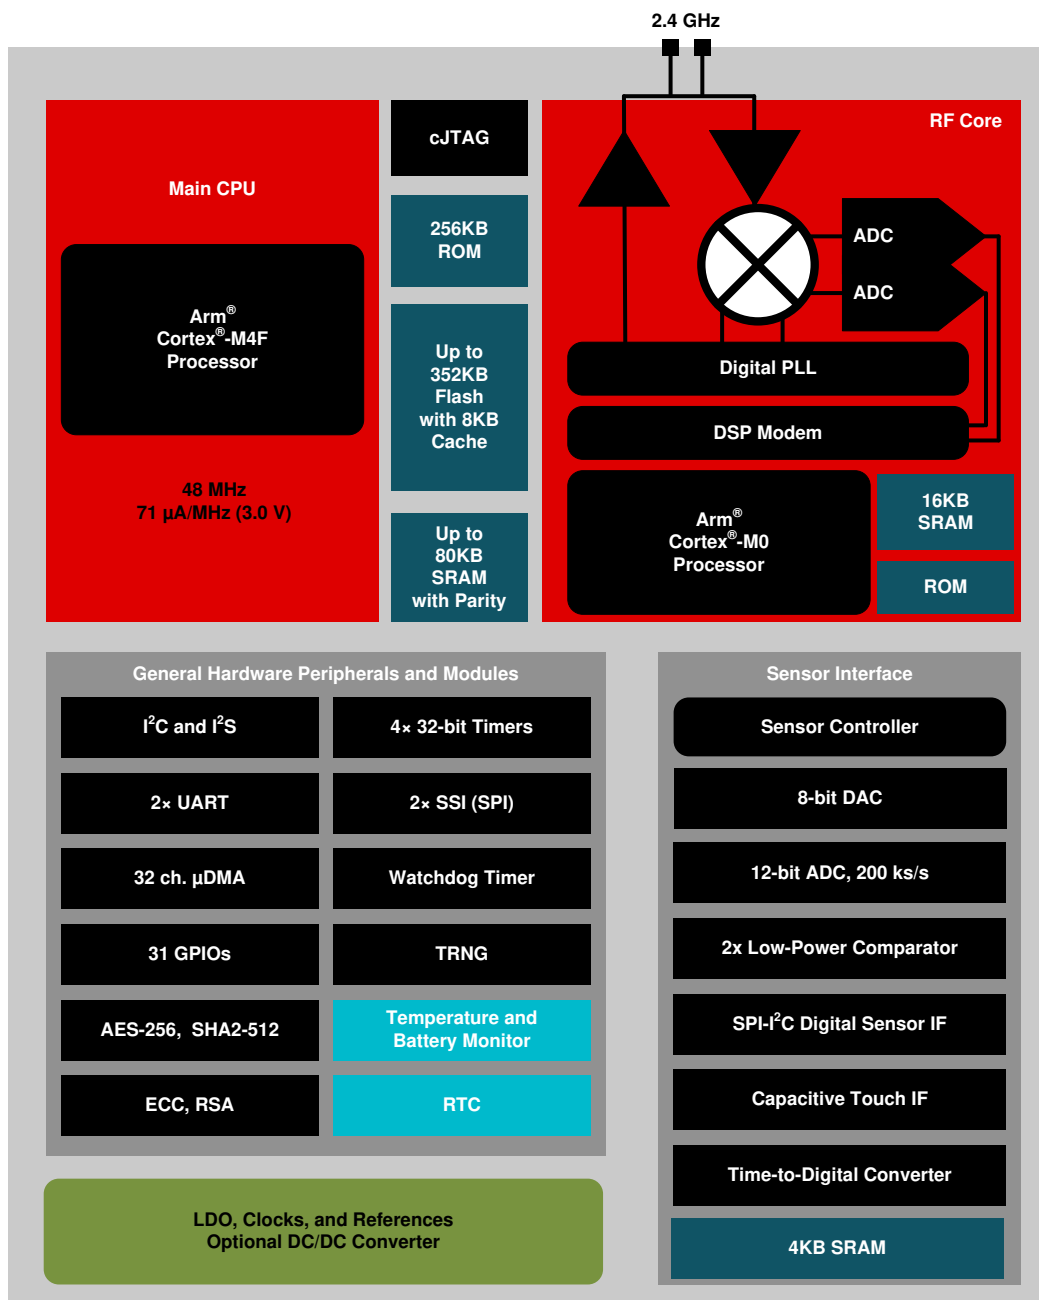 2.4 GHz
Main CPU
Arm®
Cortex®-M4F
Processor
48 MHz
71 µA/MHz (3.0 V)
cJTAG
256KB
ROM
Up to
352KB
Flash
with 8KB
Cache
Up to
80KB
SRAM
with Parity
RF Core
ADC
ADC
Digital PLL
DSP Modem
Arm®
Cortex®-M0
Processor
16KB
SRAM
ROM
General Hardware Peripherals and Modules
I²C and I²S
4× 32-bit Timers
2× UART
2× SSI (SPI)
32 ch. µDMA
Watchdog Timer
31 GPIOs
TRNG
AES-256, SHA2-512
Temperature and
Battery Monitor
ECC, RSA
RTC
LDO, Clocks, and References
Optional DC/DC Converter
Sensor Interface
Sensor Controller
8-bit DAC
12-bit ADC, 200 ks/s
2x Low-Power Comparator
SPI-I²C Digital Sensor IF
Capacitive Touch IF
Time-to-Digital Converter
4KB SRAM